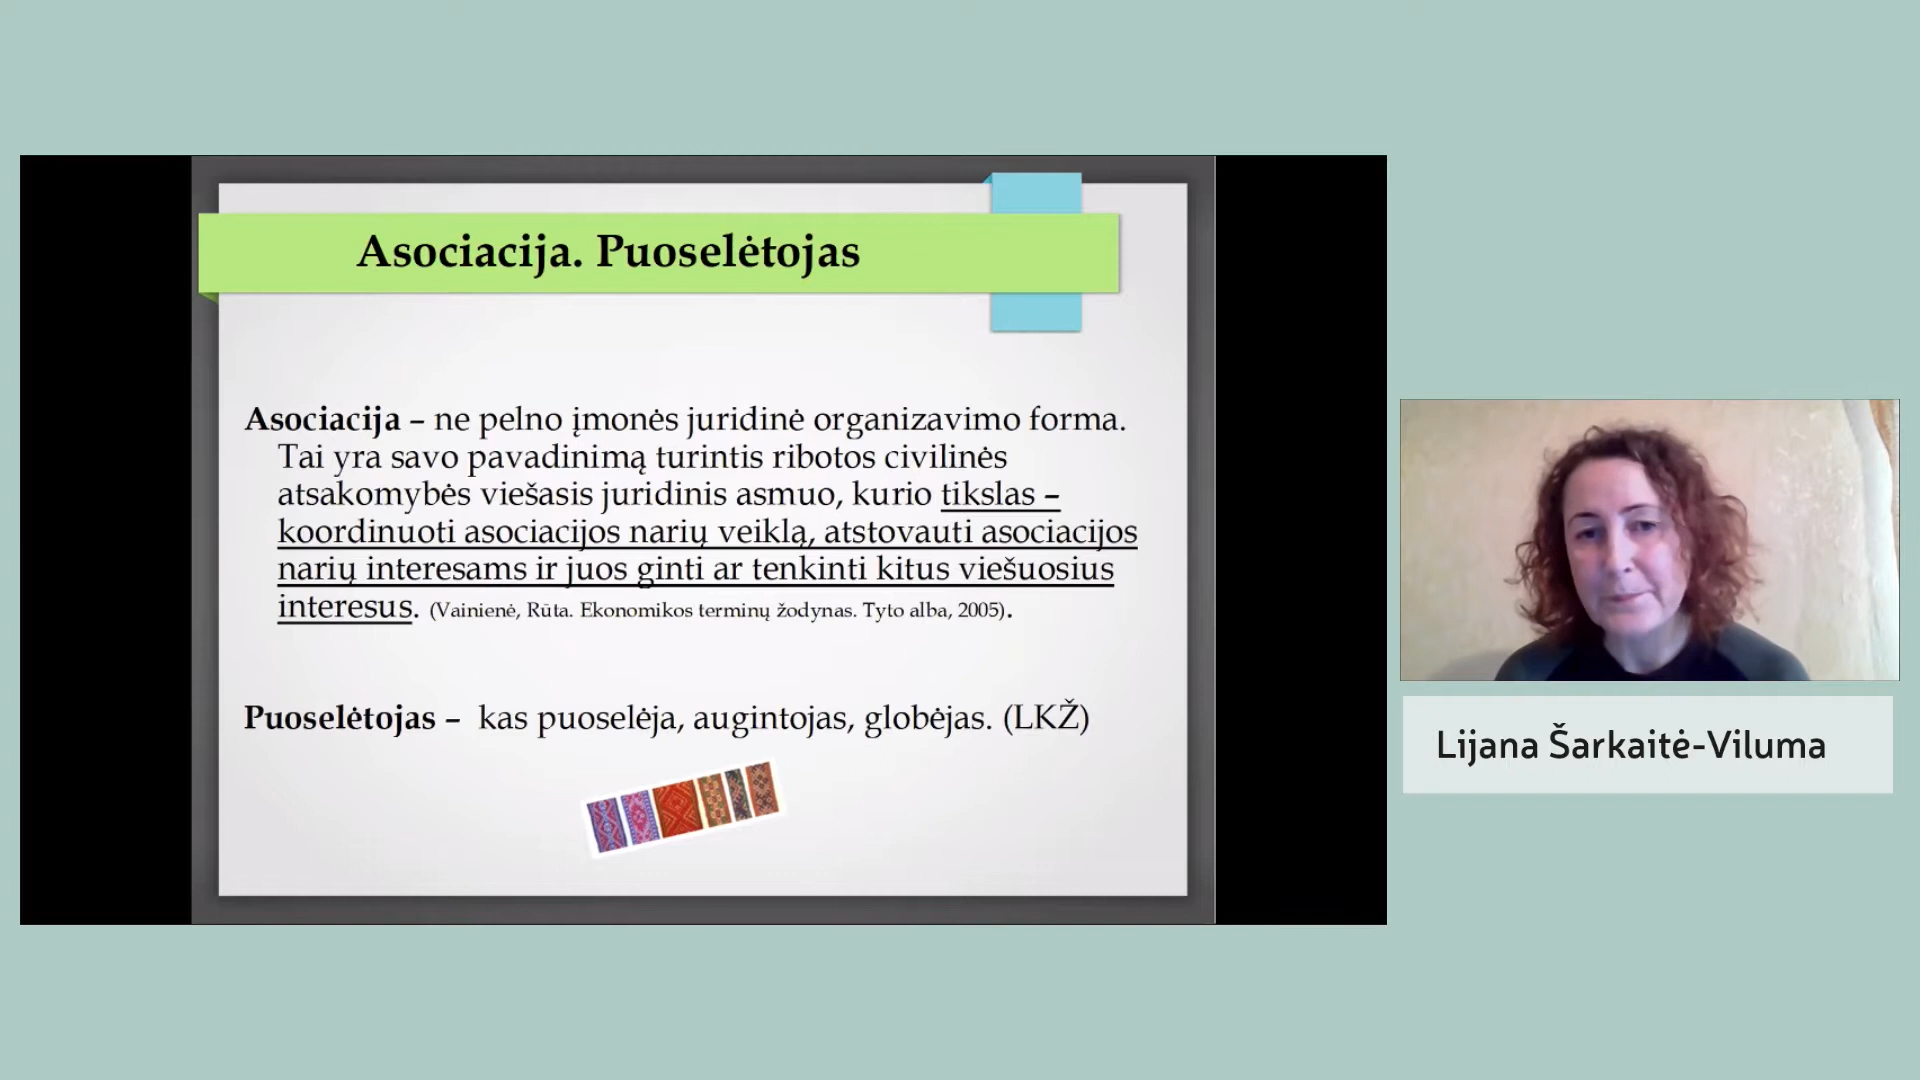 Asociacija. Puoselėtojas
Asociacija – ne pelno įmonės juridinė organizavimo forma.
Tai yra savo pavadinimą turintis ribotos civilinės
atsakomybės viešasis juridinis asmuo, kurio tikslas –
koordinuoti asociacijos narių veiklą, atstovauti asociacijos
narių interesams ir juos ginti ar tenkinti kitus viešuosius
interesus. (Vainienė, Rūta. Ekonomikos terminų žodynas. Tyto alba, 2005).
Puoselėtojas – kas puoselėja, augintojas, globėjas. (LKŽ)
Lijana Šarkaitė-Viluma